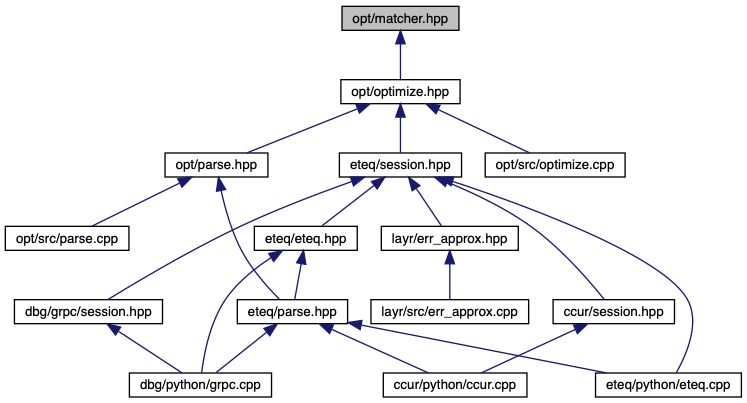 opt/matcher.hpp
opt/optimize.hpp
opt/parse.hpp
eteq/session.hpp
opt/src/optimize.cpp
opt/src/parse.cpp
eteq/eteq.hpp
layr/err_approx.hpp
dbg/grpc/session.hpp
eteq/parse.hpp
layr/src/err_approx.cpp
ccur/session.hpp
dbg/python/grpc.cpp
ccur/python/ccur.cpp
eteq/python/eteq.cpp